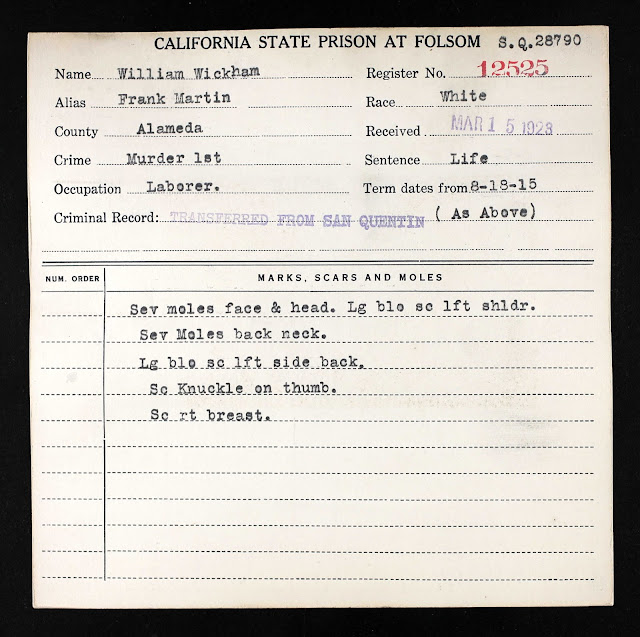 CALIFORNIA STATE PRISON AT FOLSOM S.Q.28790
Name William Wickham Register No. 12525
Alias Frank Martin Race White
County Alameda Received MAR 15 1923
Crime Murder 1st Sentence Life
Occupation Laborer. Term dates from 8-18-15
Criminal Record: TRANSFERRED FROM SAN QUENTIN ( As Above)
NUM. ORDER MARKS, SCARS AND MOLES
Sev moles face & head. Lg blo sc lft shldr.
Sev Moles back neck.
Lg blo sc lft side back.
Sc Knuckle on thumb.
Sc rt breast.